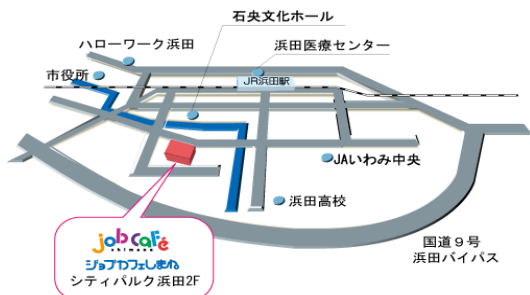 石央文化ホール
ハローワーク浜田
浜田医療センター
市役所
JR浜田駅
JAいわみ中央
浜田高校
job café
shimane
ジョブカフェしまね
シティパルク浜田2F
国道9号
浜田バイパス